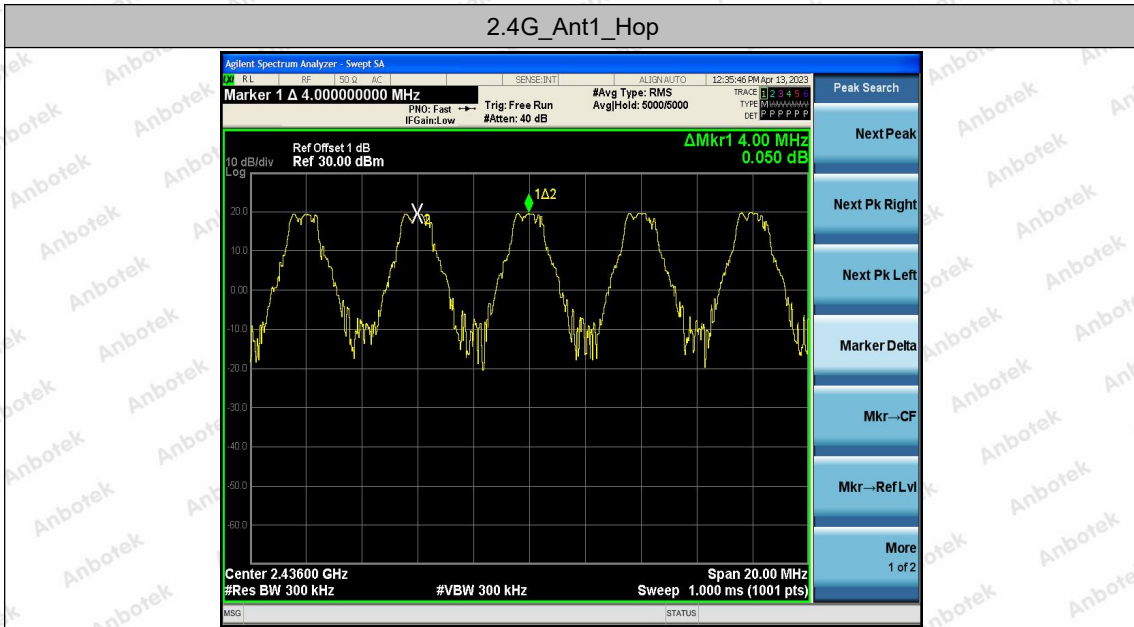 2.4G_Ant1_Hop
Agilent Spectrum Analyzer - Swept SA
LXI RL RF 50 Ω AC SENSE:INT ALIGN AUTO 12:35:46 PM Apr 13, 2023
Marker 1 Δ 4.000000000 MHz
PNO: Fast
IFGain:Low
Trig: Free Run
#Atten: 40 dB
#Avg Type: RMS
Avg|Hold: 5000/5000
TRACE 1 2 3 4 5 6
TYPE M WWWWW
DET P P P P P P
Peak Search
Ref Offset 1 dB
10 dB/div Ref 30.00 dBm
Log
ΔMkr1 4.00 MHz
0.050 dB
1Δ2
20.0
10.0
0.00
-10.0
-20.0
-30.0
-40.0
-50.0
-60.0
Center 2.43600 GHz
Span 20.00 MHz
#Res BW 300 kHz
#VBW 300 kHz
Sweep 1.000 ms (1001 pts)
MSG
STATUS
Next Peak
Next Pk Right
Next Pk Left
Marker Delta
Mkr→CF
Mkr→Ref Lvl
More
1 of 2
Anbotek